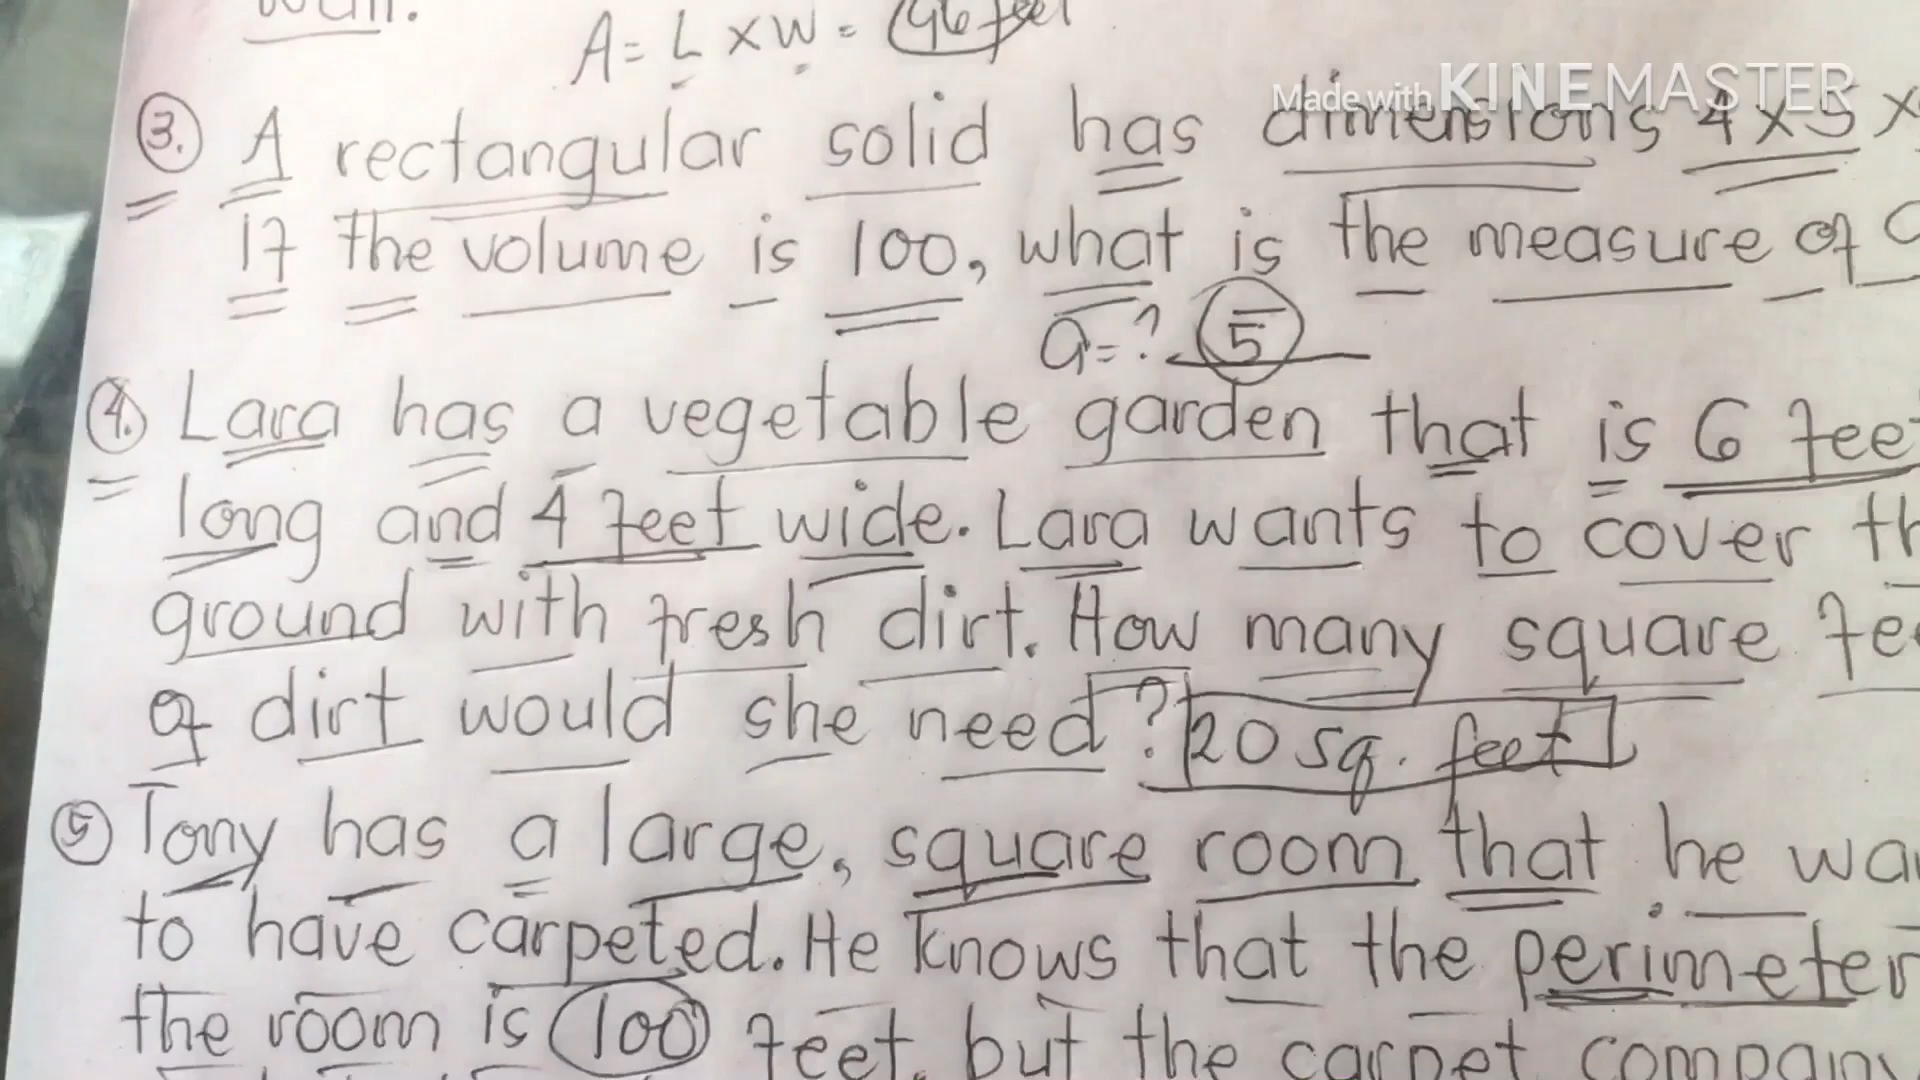 wall.
A = L x W = 96 feet
Made with KINEMASTER
3. A rectangular solid has dimensions 4 x 5 x
If the volume is 100, what is the measure of a
a = ? 5
4. Lara has a vegetable garden that is 6 feet
long and 4 feet wide. Lara wants to cover th
ground with fresh dirt. How many square fee
of dirt would she need? 20 sq. feet
5 Tony has a large, square room that he wa
to have carpeted. He knows that the perimeter
the room is 100 feet, but the carpet company